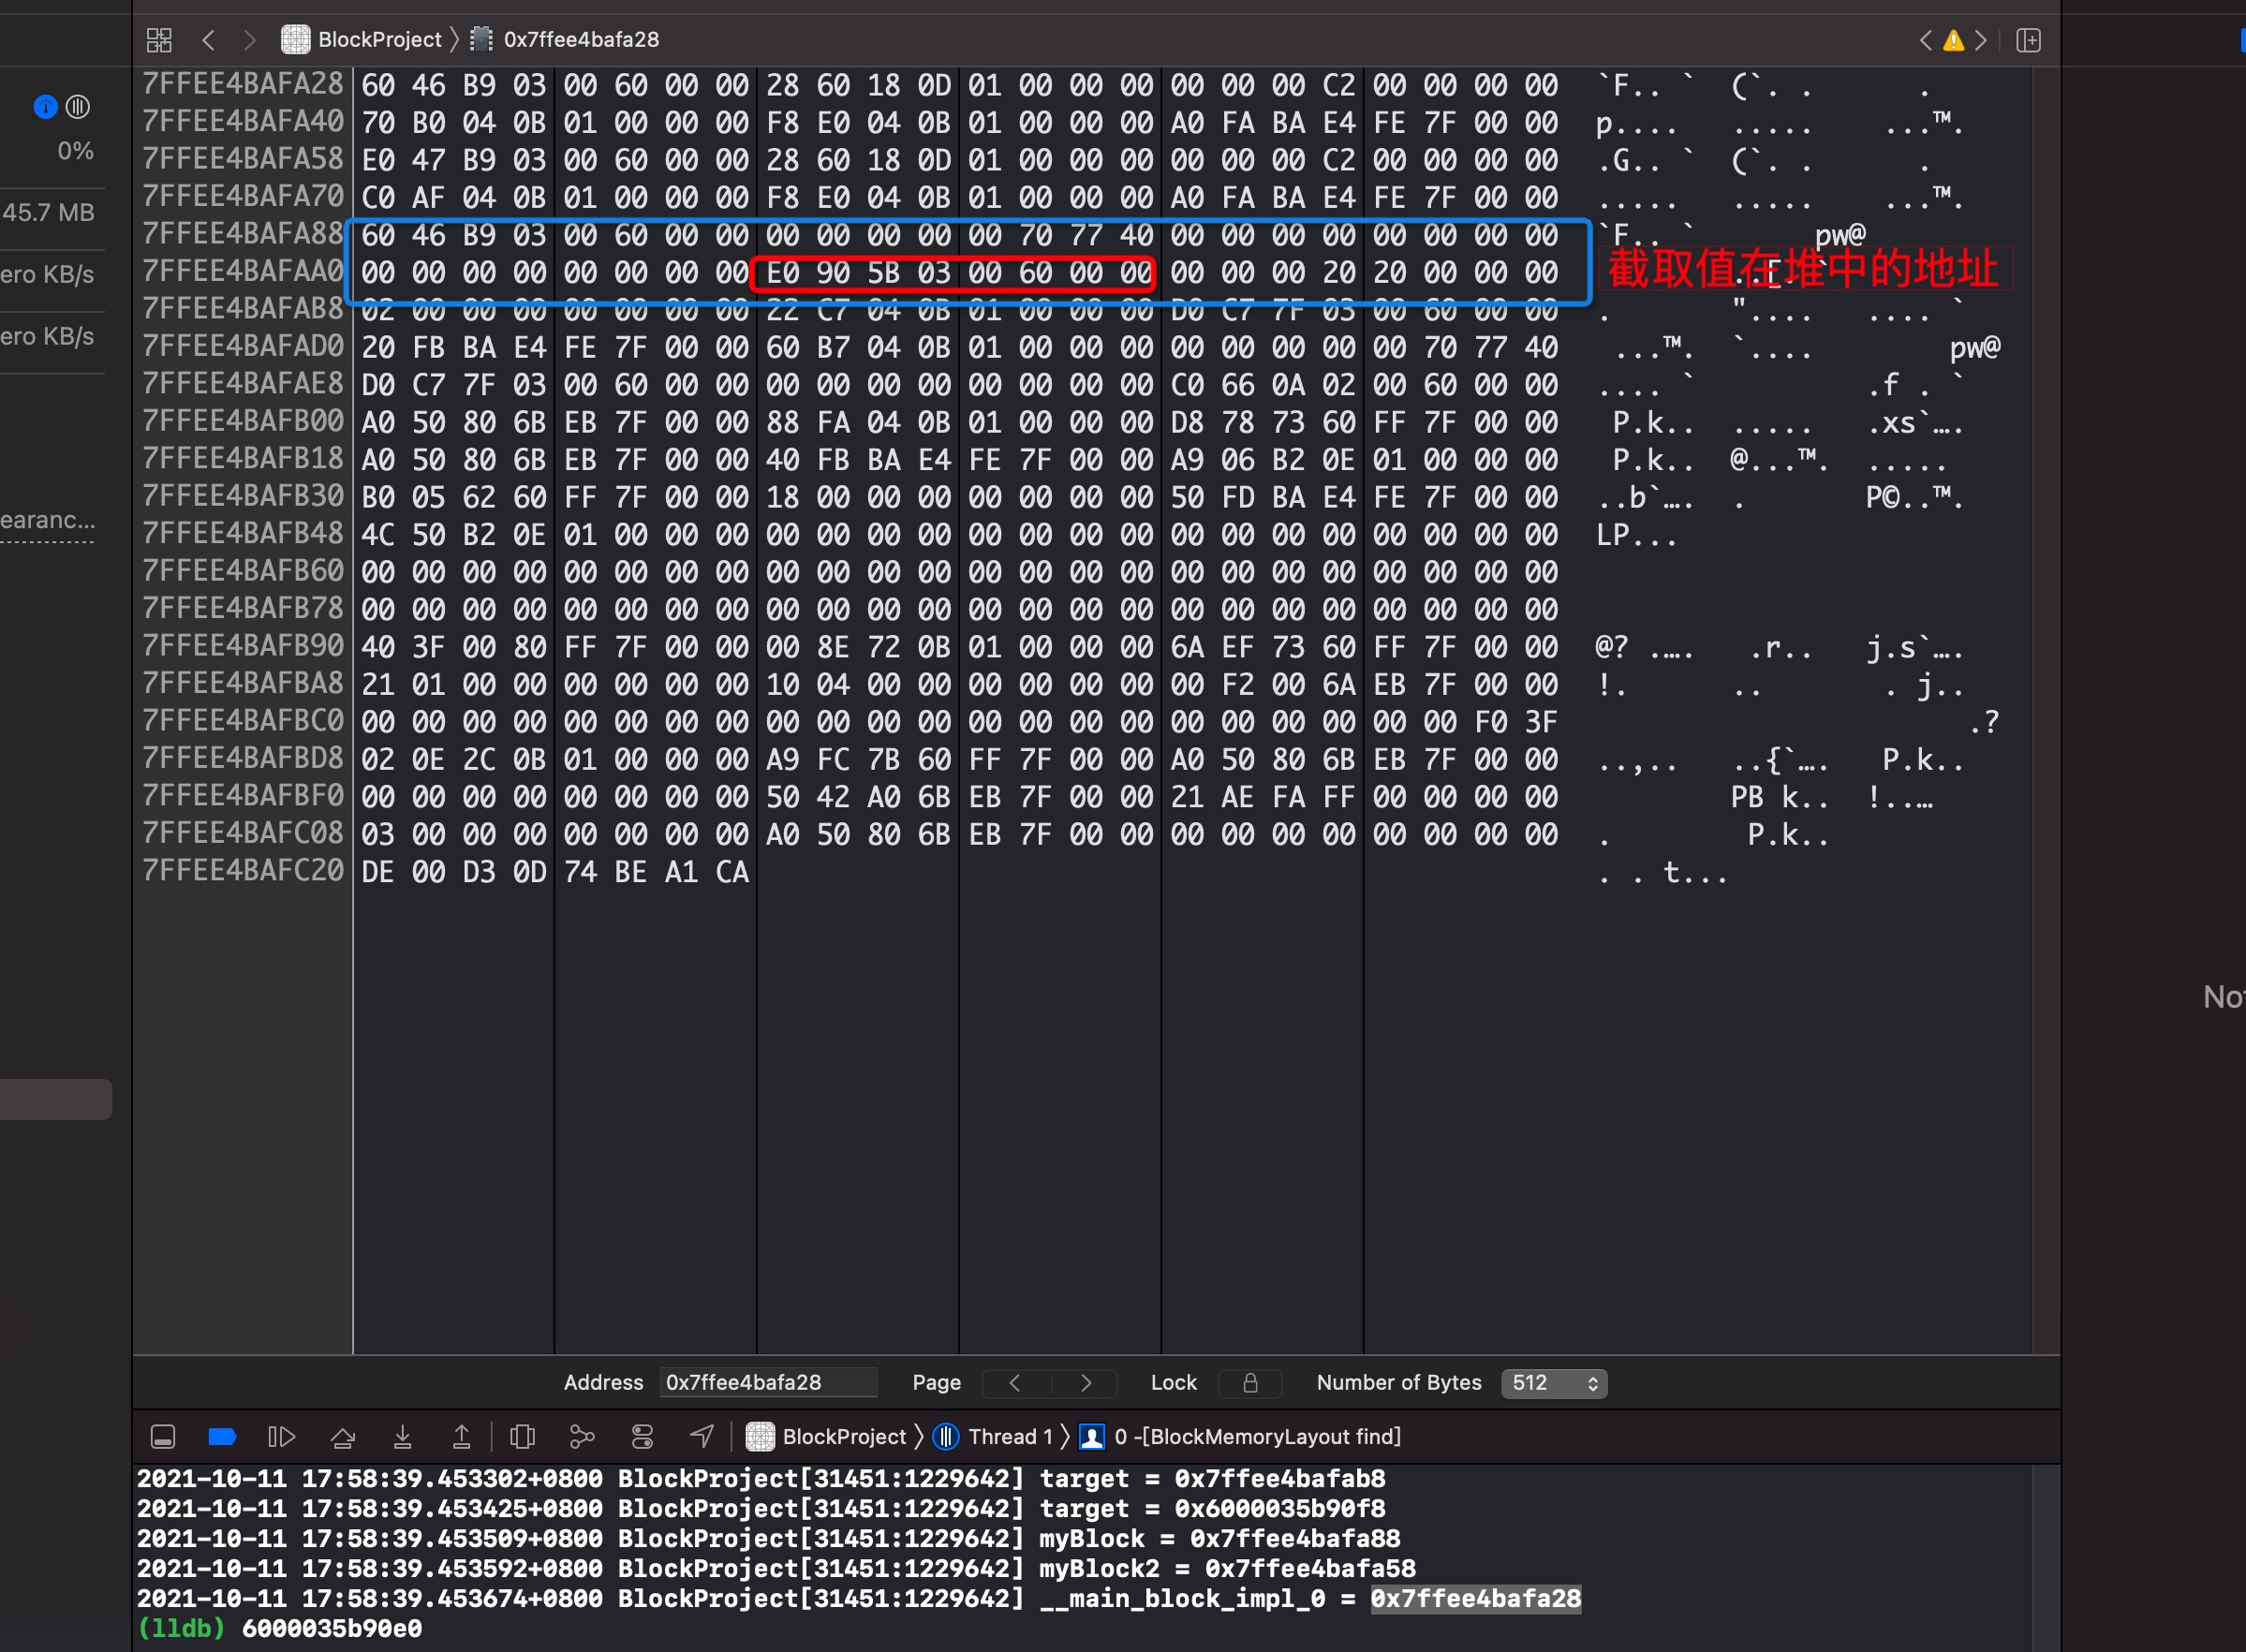 BlockProject 〉 0x7ffee4bafa28
0%
45.7 MB
ero KB/s
ero KB/s
earanc...
7FFEE4BAFA28 60 46 B9 03 00 60 00 00 28 60 18 0D 01 00 00 00 00 00 00 C2 00 00 00 00 `F.. ` (`. . .
7FFEE4BAFA40 70 B0 04 0B 01 00 00 00 F8 E0 04 0B 01 00 00 00 A0 FA BA E4 FE 7F 00 00 p.... ..... ...™.
7FFEE4BAFA58 E0 47 B9 03 00 60 00 00 28 60 18 0D 01 00 00 00 00 00 00 C2 00 00 00 00 .G.. ` (`. . .
7FFEE4BAFA70 C0 AF 04 0B 01 00 00 00 F8 E0 04 0B 01 00 00 00 A0 FA BA E4 FE 7F 00 00 ..... ..... ...™.
7FFEE4BAFA88 60 46 B9 03 00 60 00 00 00 00 00 00 00 70 77 40 00 00 00 00 00 00 00 00 `F.. ` pw@
7FFEE4BAFAA0 00 00 00 00 00 00 00 00 E0 90 5B 03 00 60 00 00 00 00 00 20 20 00 00 00
截取值在堆中的地址
7FFEE4BAFAB8 02 00 00 00 00 00 00 00 22 C7 04 0B 01 00 00 00 D0 C7 7F 03 00 60 00 00 . ".... .... `
7FFEE4BAFAD0 20 FB BA E4 FE 7F 00 00 60 B7 04 0B 01 00 00 00 00 00 00 00 00 70 77 40 ...™. `.... pw@
7FFEE4BAFAE8 D0 C7 7F 03 00 60 00 00 00 00 00 00 00 00 00 00 C0 66 0A 02 00 60 00 00 .... ` .f . `
7FFEE4BAFB00 A0 50 80 6B EB 7F 00 00 88 FA 04 0B 01 00 00 00 D8 78 73 60 FF 7F 00 00 P.k.. ..... .xs`….
7FFEE4BAFB18 A0 50 80 6B EB 7F 00 00 40 FB BA E4 FE 7F 00 00 A9 06 B2 0E 01 00 00 00 P.k.. @...™. .....
7FFEE4BAFB30 B0 05 62 60 FF 7F 00 00 18 00 00 00 00 00 00 00 50 FD BA E4 FE 7F 00 00 ..b`…. . P©..™.
7FFEE4BAFB48 4C 50 B2 0E 01 00 00 00 00 00 00 00 00 00 00 00 00 00 00 00 00 00 00 00 LP...
7FFEE4BAFB60 00 00 00 00 00 00 00 00 00 00 00 00 00 00 00 00 00 00 00 00 00 00 00 00
7FFEE4BAFB78 00 00 00 00 00 00 00 00 00 00 00 00 00 00 00 00 00 00 00 00 00 00 00 00
7FFEE4BAFB90 40 3F 00 80 FF 7F 00 00 00 8E 72 0B 01 00 00 00 6A EF 73 60 FF 7F 00 00 @? .…. .r.. j.s`….
7FFEE4BAFBA8 21 01 00 00 00 00 00 00 10 04 00 00 00 00 00 00 00 F2 00 6A EB 7F 00 00 !. .. . j..
7FFEE4BAFBC0 00 00 00 00 00 00 00 00 00 00 00 00 00 00 00 00 00 00 00 00 00 00 F0 3F .?
7FFEE4BAFBD8 02 0E 2C 0B 01 00 00 00 A9 FC 7B 60 FF 7F 00 00 A0 50 80 6B EB 7F 00 00 ..,.. ..{`…. P.k..
7FFEE4BAFBF0 00 00 00 00 00 00 00 00 50 42 A0 6B EB 7F 00 00 21 AE FA FF 00 00 00 00 PB k.. !..…
7FFEE4BAFC08 03 00 00 00 00 00 00 00 A0 50 80 6B EB 7F 00 00 00 00 00 00 00 00 00 00 . P.k..
7FFEE4BAFC20 DE 00 D3 0D 74 BE A1 CA . . t...
Not
Address 0x7ffee4bafa28 Page Lock Number of Bytes 512
BlockProject 〉 Thread 1 〉 0 -[BlockMemoryLayout find]
2021-10-11 17:58:39.453302+0800 BlockProject[31451:1229642] target = 0x7ffee4bafab8
2021-10-11 17:58:39.453425+0800 BlockProject[31451:1229642] target = 0x6000035b90f8
2021-10-11 17:58:39.453509+0800 BlockProject[31451:1229642] myBlock = 0x7ffee4bafa88
2021-10-11 17:58:39.453592+0800 BlockProject[31451:1229642] myBlock2 = 0x7ffee4bafa58
2021-10-11 17:58:39.453674+0800 BlockProject[31451:1229642] __main_block_impl_0 = 0x7ffee4bafa28
(lldb) 6000035b90e0